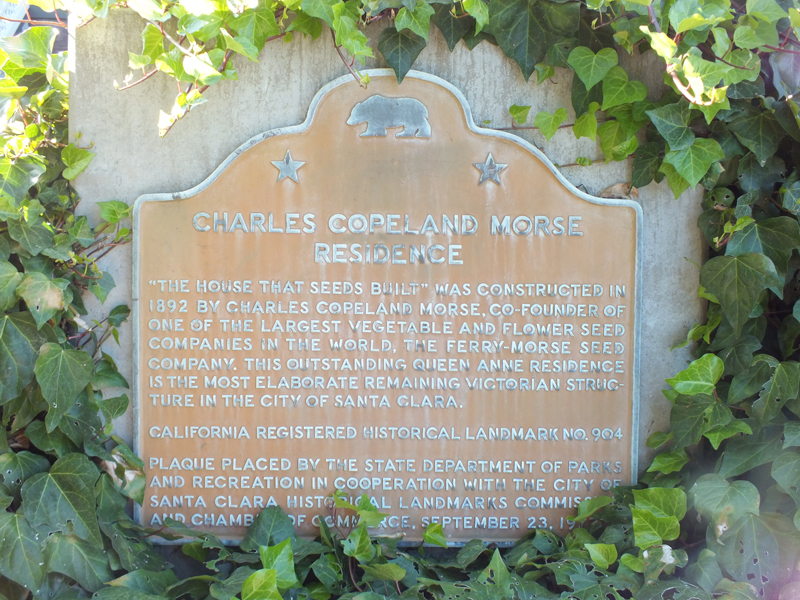 CHARLES COPELAND MORSE
RESIDENCE
"THE HOUSE THAT SEEDS BUILT" WAS CONSTRUCTED IN
1892 BY CHARLES COPELAND MORSE, CO-FOUNDER OF
ONE OF THE LARGEST VEGETABLE AND FLOWER SEED
COMPANIES IN THE WORLD, THE FERRY-MORSE SEED
COMPANY. THIS OUTSTANDING QUEEN ANNE RESIDENCE
IS THE MOST ELABORATE REMAINING VICTORIAN STRUC-
TURE IN THE CITY OF SANTA CLARA.
CALIFORNIA REGISTERED HISTORICAL LANDMARK NO. 904
PLAQUE PLACED BY THE STATE DEPARTMENT OF PARKS
AND RECREATION IN COOPERATION WITH THE CITY OF
SANTA CLARA HISTORICAL LANDMARKS
AND CHAMBER OF COMMERCE, SEPTEMBER 23,